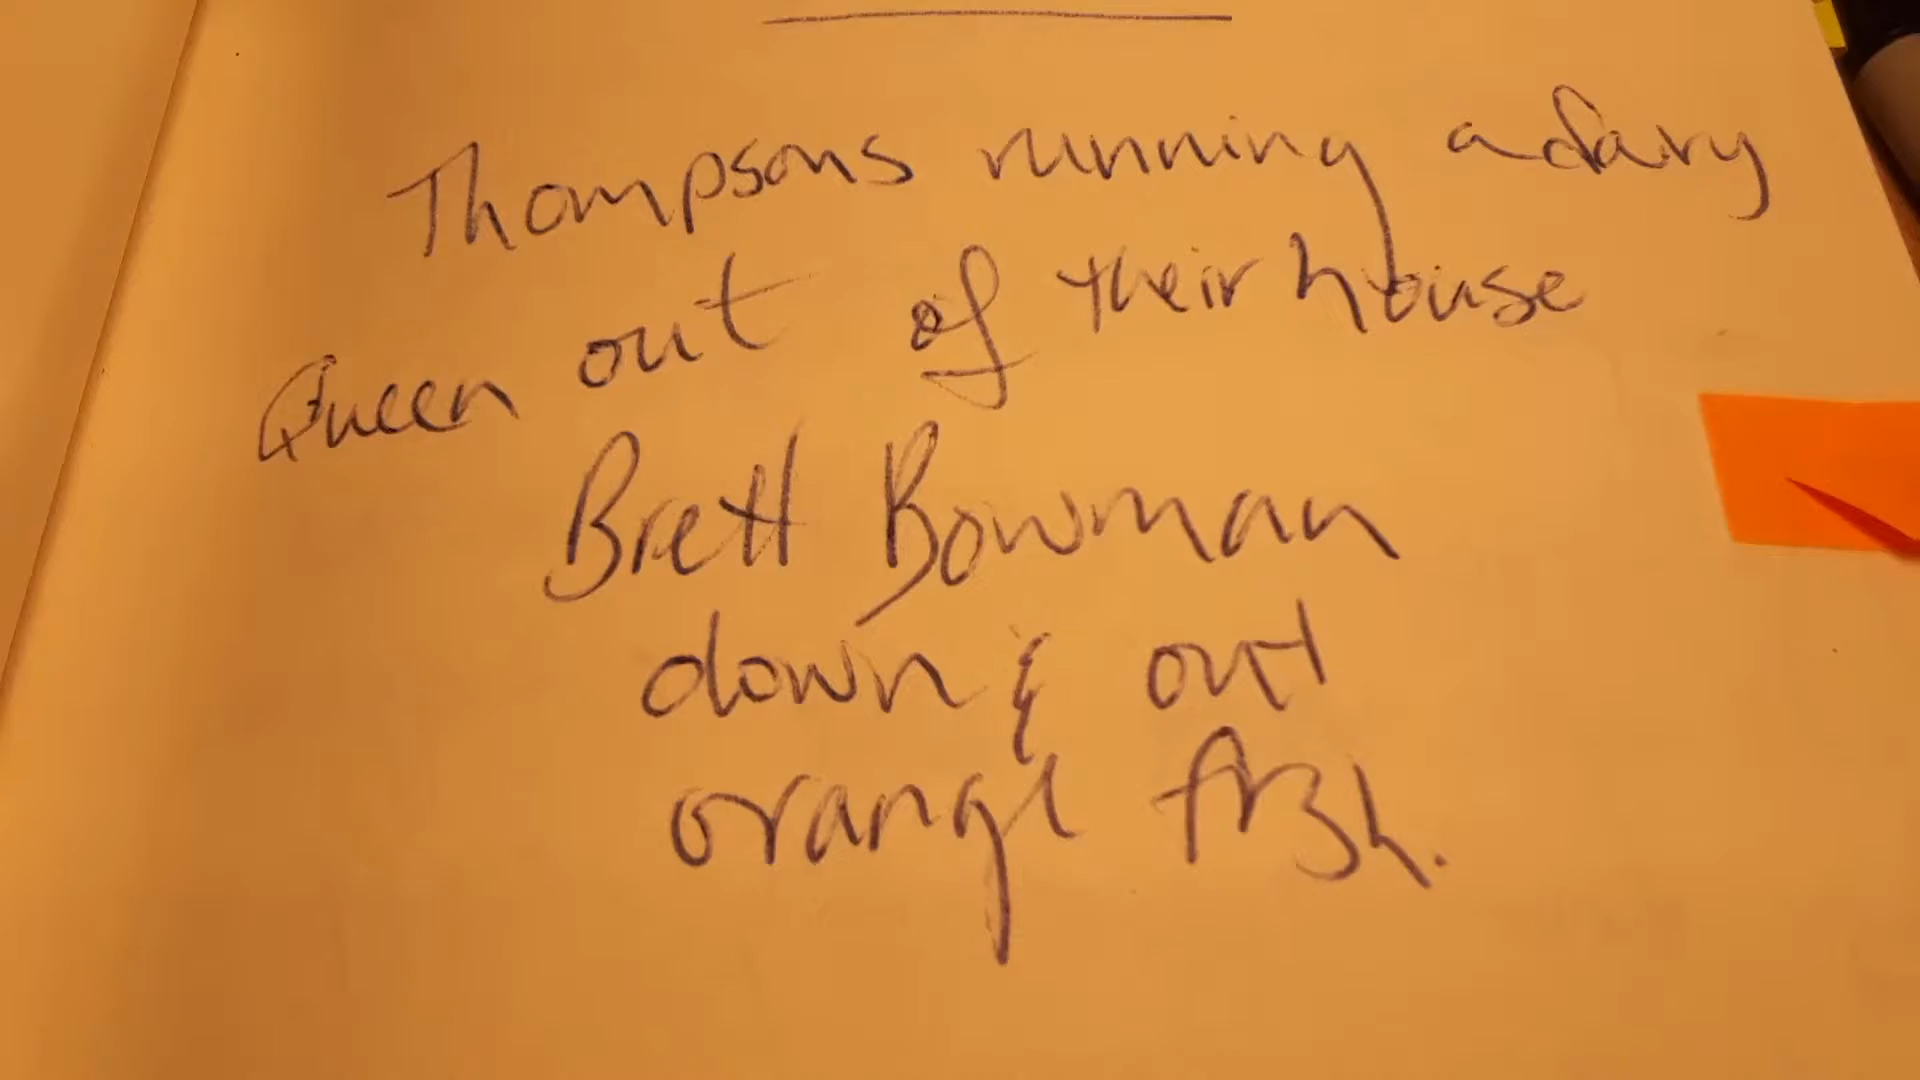 Thompsons running a dairy
Queen out of their house
Brett Bowman
down & out
orange fish.